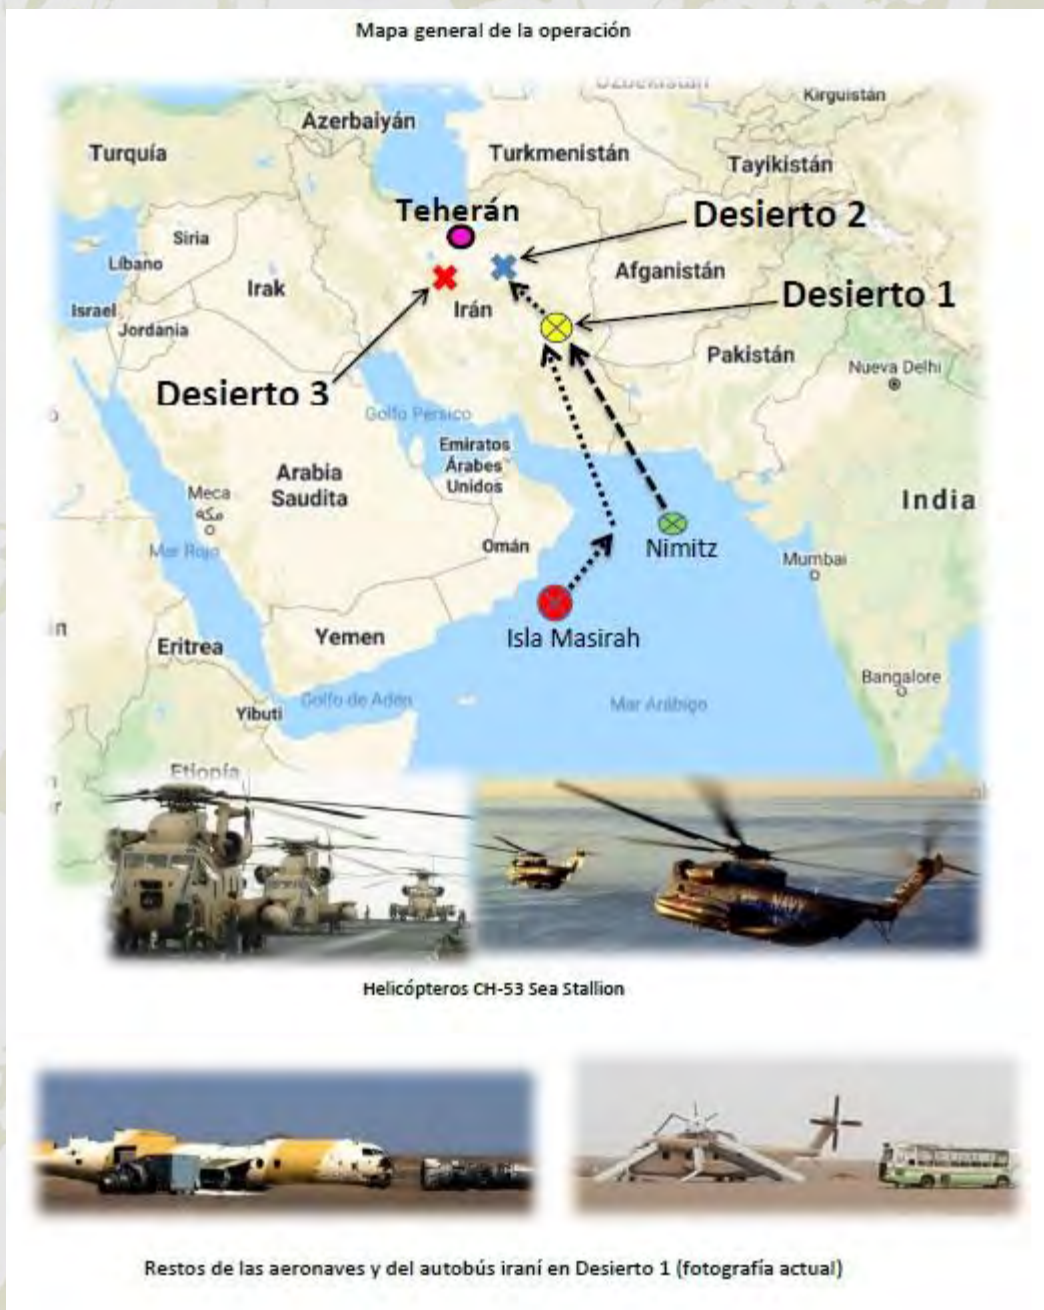 Mapa general de la operación
Uzbekistán
Kirguistán
Azerbaiyán
Turquía
Turkmenistán
Tayikistán
Teherán
Desierto 2
Siria
Líbano
Afganistán
Irak
Desierto 1
Israel
Irán
Jordania
Pakistán
Nueva Delhi
Desierto 3
Golfo Pérsico
Emiratos
Árabes
Unidos
Arabia
Saudita
Meca
مكة
India
Mar Rojo
Omán
Nimitz
Mumbai
Isla Masirah
Yemen
Eritrea
Bangalore
Golfo de Adén
Mar Arábigo
Yibuti
Etiopía
NAVY
Helicópteros CH-53 Sea Stallion
Restos de las aeronaves y del autobús iraní en Desierto 1 (fotografía actual)